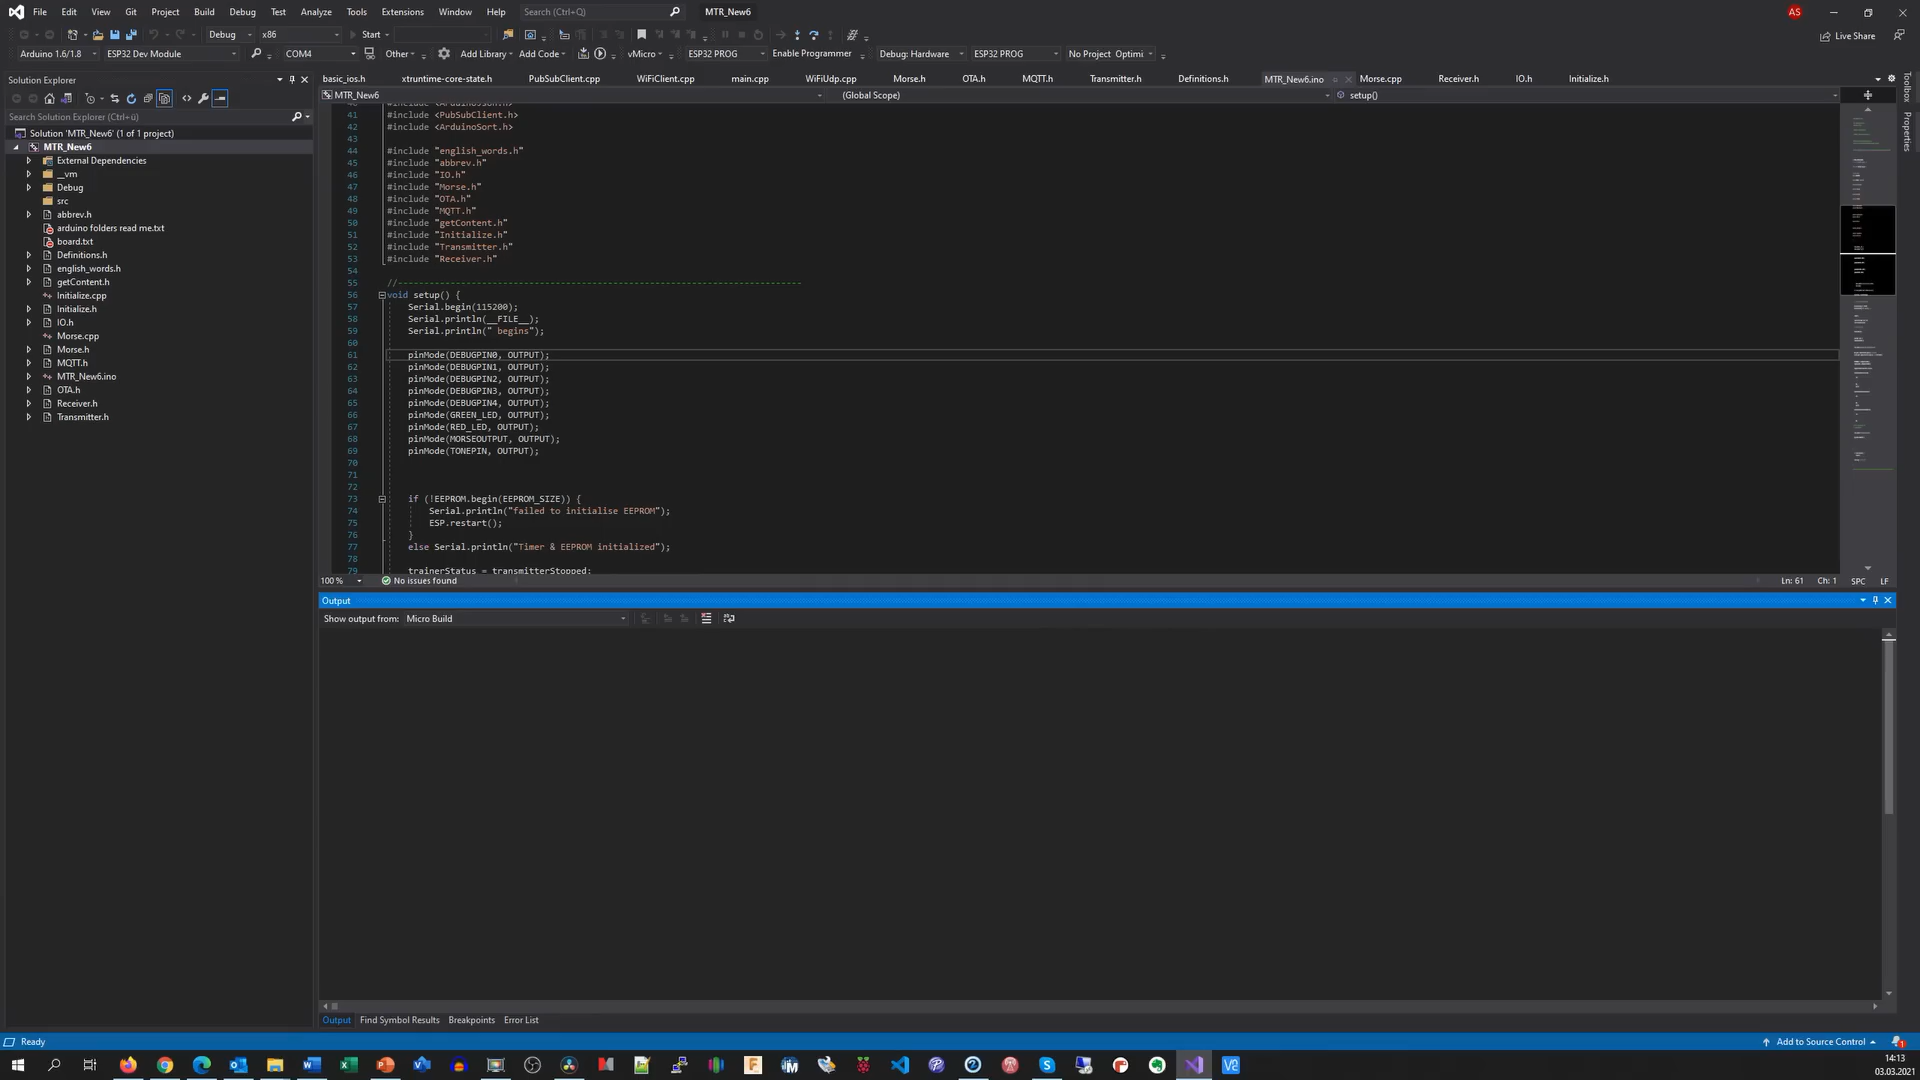 File Edit View Git Project Build Debug Test Analyze Tools Extensions Window Help Search (Ctrl+Q) MTR_New6 AS
Debug x86 Start
Live Share
Arduino 1.6/1.8 ESP32 Dev Module COM4 Other Add Library Add Code vMicro ESP32 PROG Enable Programmer Debug: Hardware ESP32 PROG No Project Optimi
Solution Explorer
basic_ios.h xtruntime-core-state.h PubSubClient.cpp WiFiClient.cpp main.cpp WiFiUdp.cpp Morse.h OTA.h MQTT.h Transmitter.h Definitions.h MTR_New6.ino Morse.cpp Receiver.h IO.h Initialize.h
Toolbox
Properties
MTR_New6 (Global Scope) setup()
Search Solution Explorer (Ctrl+ü)
Solution 'MTR_New6' (1 of 1 project)
MTR_New6
External Dependencies
__vm
Debug
src
abbrev.h
arduino folders read me.txt
board.txt
Definitions.h
english_words.h
getContent.h
Initialize.cpp
Initialize.h
IO.h
Morse.cpp
Morse.h
MQTT.h
MTR_New6.ino
OTA.h
Receiver.h
Transmitter.h
40 #include <ArduinoJson.h>
41 #include <PubSubClient.h>
42 #include <ArduinoSort.h>
43
44 #include "english_words.h"
45 #include "abbrev.h"
46 #include "IO.h"
47 #include "Morse.h"
48 #include "OTA.h"
49 #include "MQTT.h"
50 #include "getContent.h"
51 #include "Initialize.h"
52 #include "Transmitter.h"
53 #include "Receiver.h"
54
55 //-----------------------------------------------------------------------------
56 void setup() {
57 Serial.begin(115200);
58 Serial.println(__FILE__);
59 Serial.println(" begins");
60
61 pinMode(DEBUGPIN0, OUTPUT);
62 pinMode(DEBUGPIN1, OUTPUT);
63 pinMode(DEBUGPIN2, OUTPUT);
64 pinMode(DEBUGPIN3, OUTPUT);
65 pinMode(DEBUGPIN4, OUTPUT);
66 pinMode(GREEN_LED, OUTPUT);
67 pinMode(RED_LED, OUTPUT);
68 pinMode(MORSEOUTPUT, OUTPUT);
69 pinMode(TONEPIN, OUTPUT);
70
71
72
73 if (!EEPROM.begin(EEPROM_SIZE)) {
74 Serial.println("failed to initialise EEPROM");
75 ESP.restart();
76 }
77 else Serial.println("Timer & EEPROM initialized");
78
79 trainerStatus = transmitterStopped;
100 % No issues found Ln: 61 Ch: 1 SPC LF
Output
Show output from: Micro Build
Output Find Symbol Results Breakpoints Error List
Ready Add to Source Control 1
14:13
03.03.2021